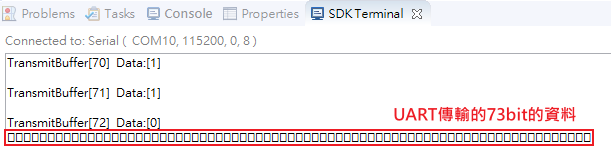 Problems Tasks Console Properties SDK Terminal
Connected to: Serial ( COM10, 115200, 0, 8 )
TransmitBuffer[70] Data:[1]
TransmitBuffer[71] Data:[1]
UART傳輸的73bit的資料
TransmitBuffer[72] Data:[0]